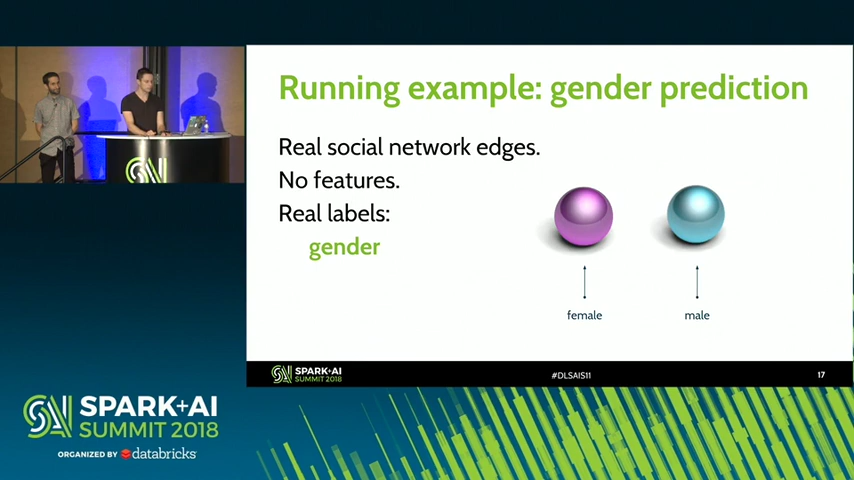 Running example: gender prediction
Real social network edges.
No features.
Real labels:
gender
female
male
SPARK+AI
SUMMIT 2018
#DLSAIS11
17
SPARK+AI
SUMMIT 2018
ORGANIZED BY databricks